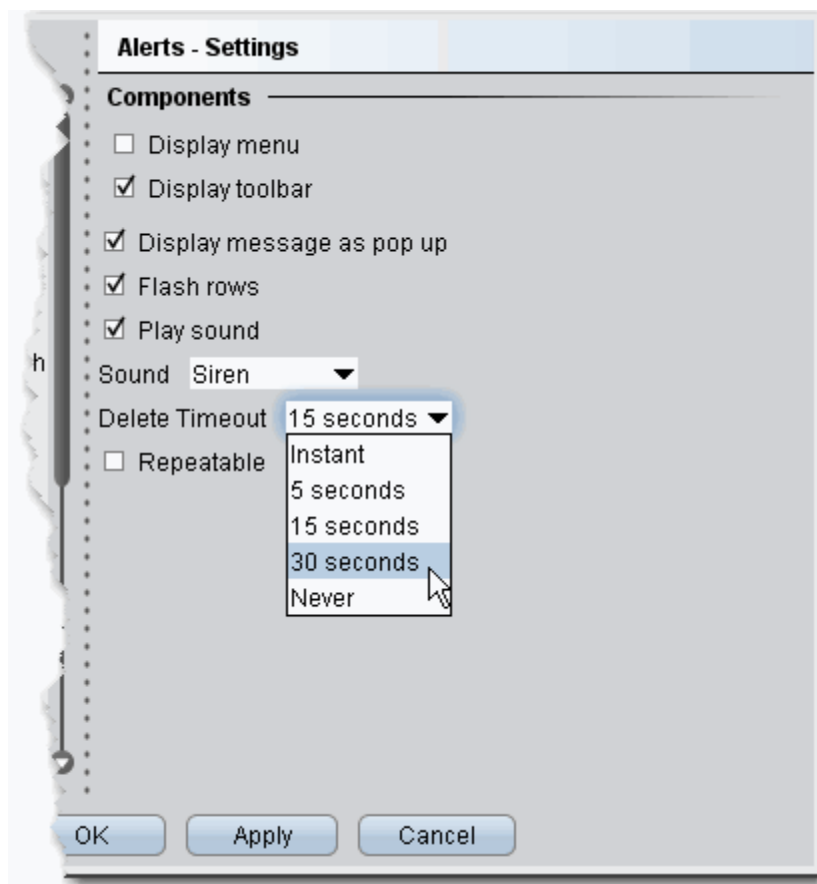 Alerts - Settings
Components
Display menu
Display toolbar
Display message as pop up
Flash rows
Play sound
h
Sound Siren
Delete Timeout 15 seconds
Repeatable
Instant
5 seconds
15 seconds
30 seconds
Never
OK Apply Cancel